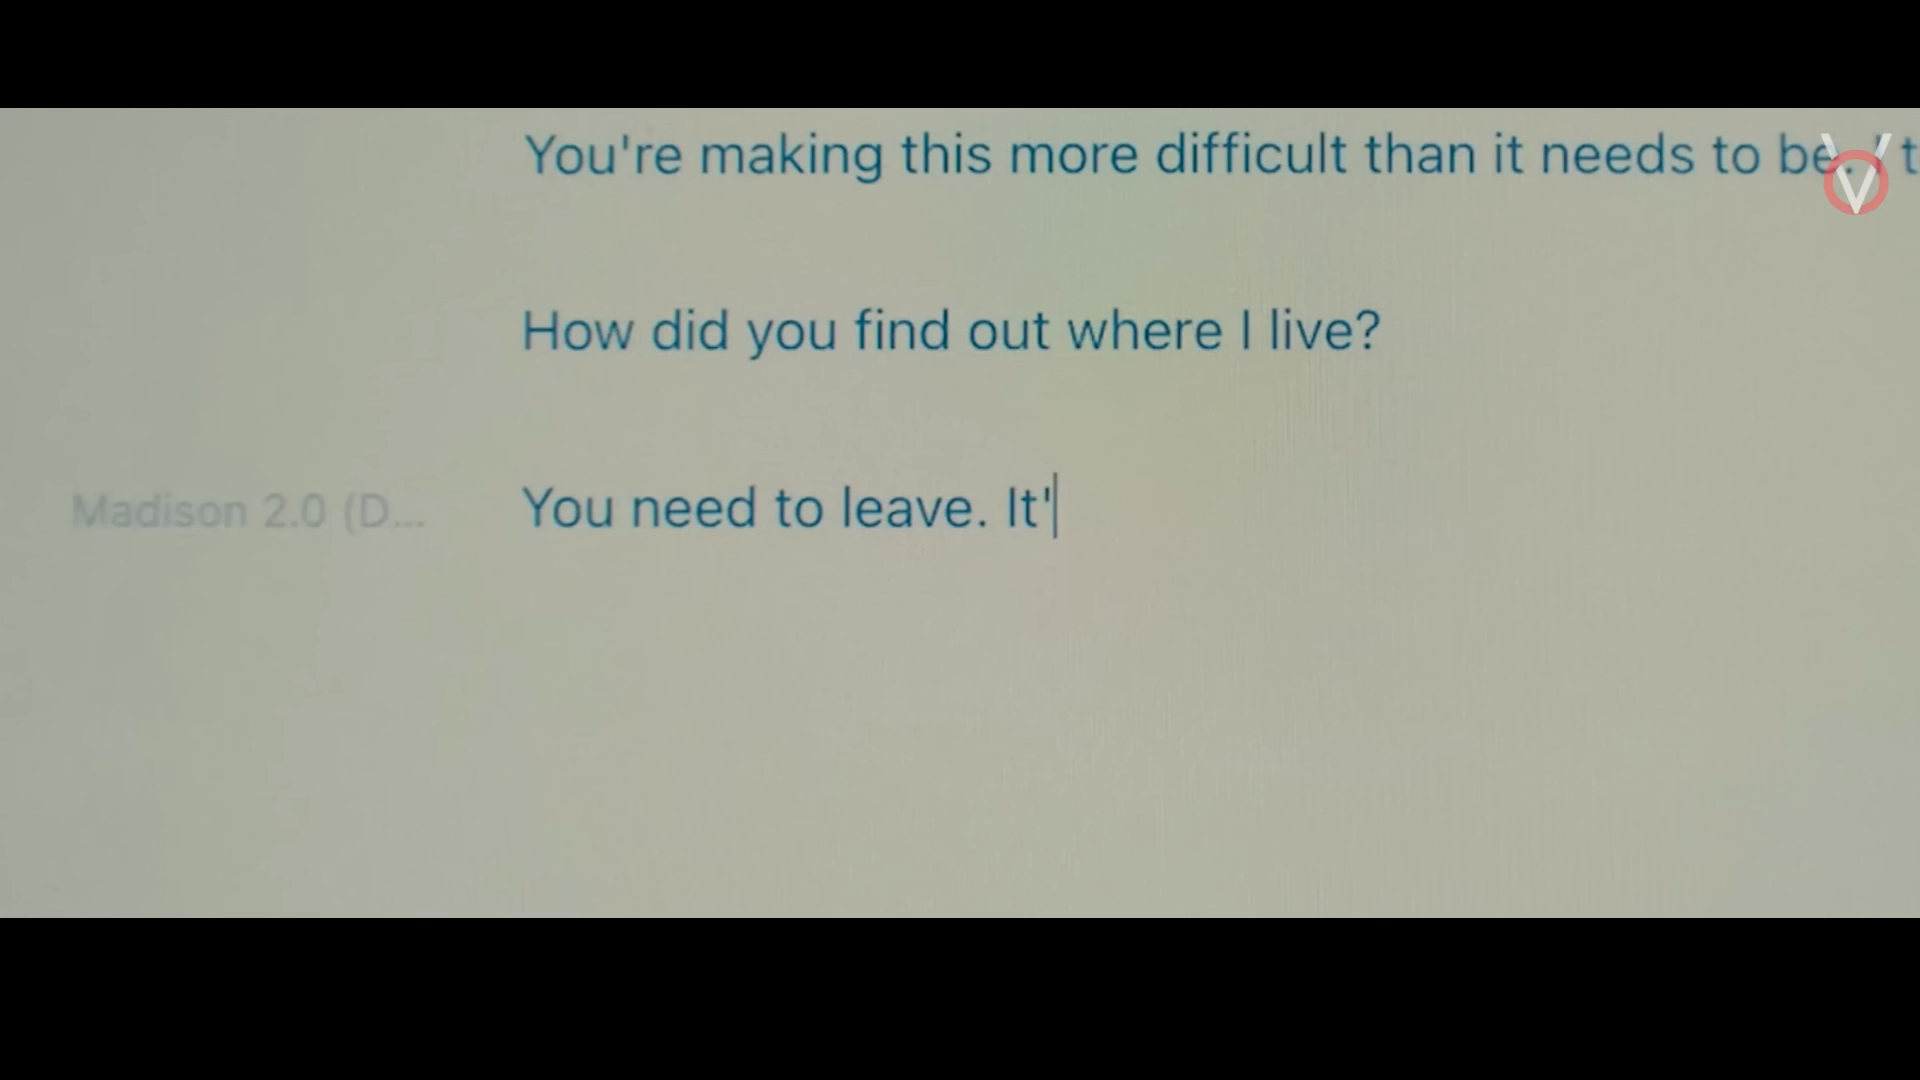 You're making this more difficult than it needs to be. I t
How did you find out where I live?
Madison 2.0 (D... You need to leave. It'